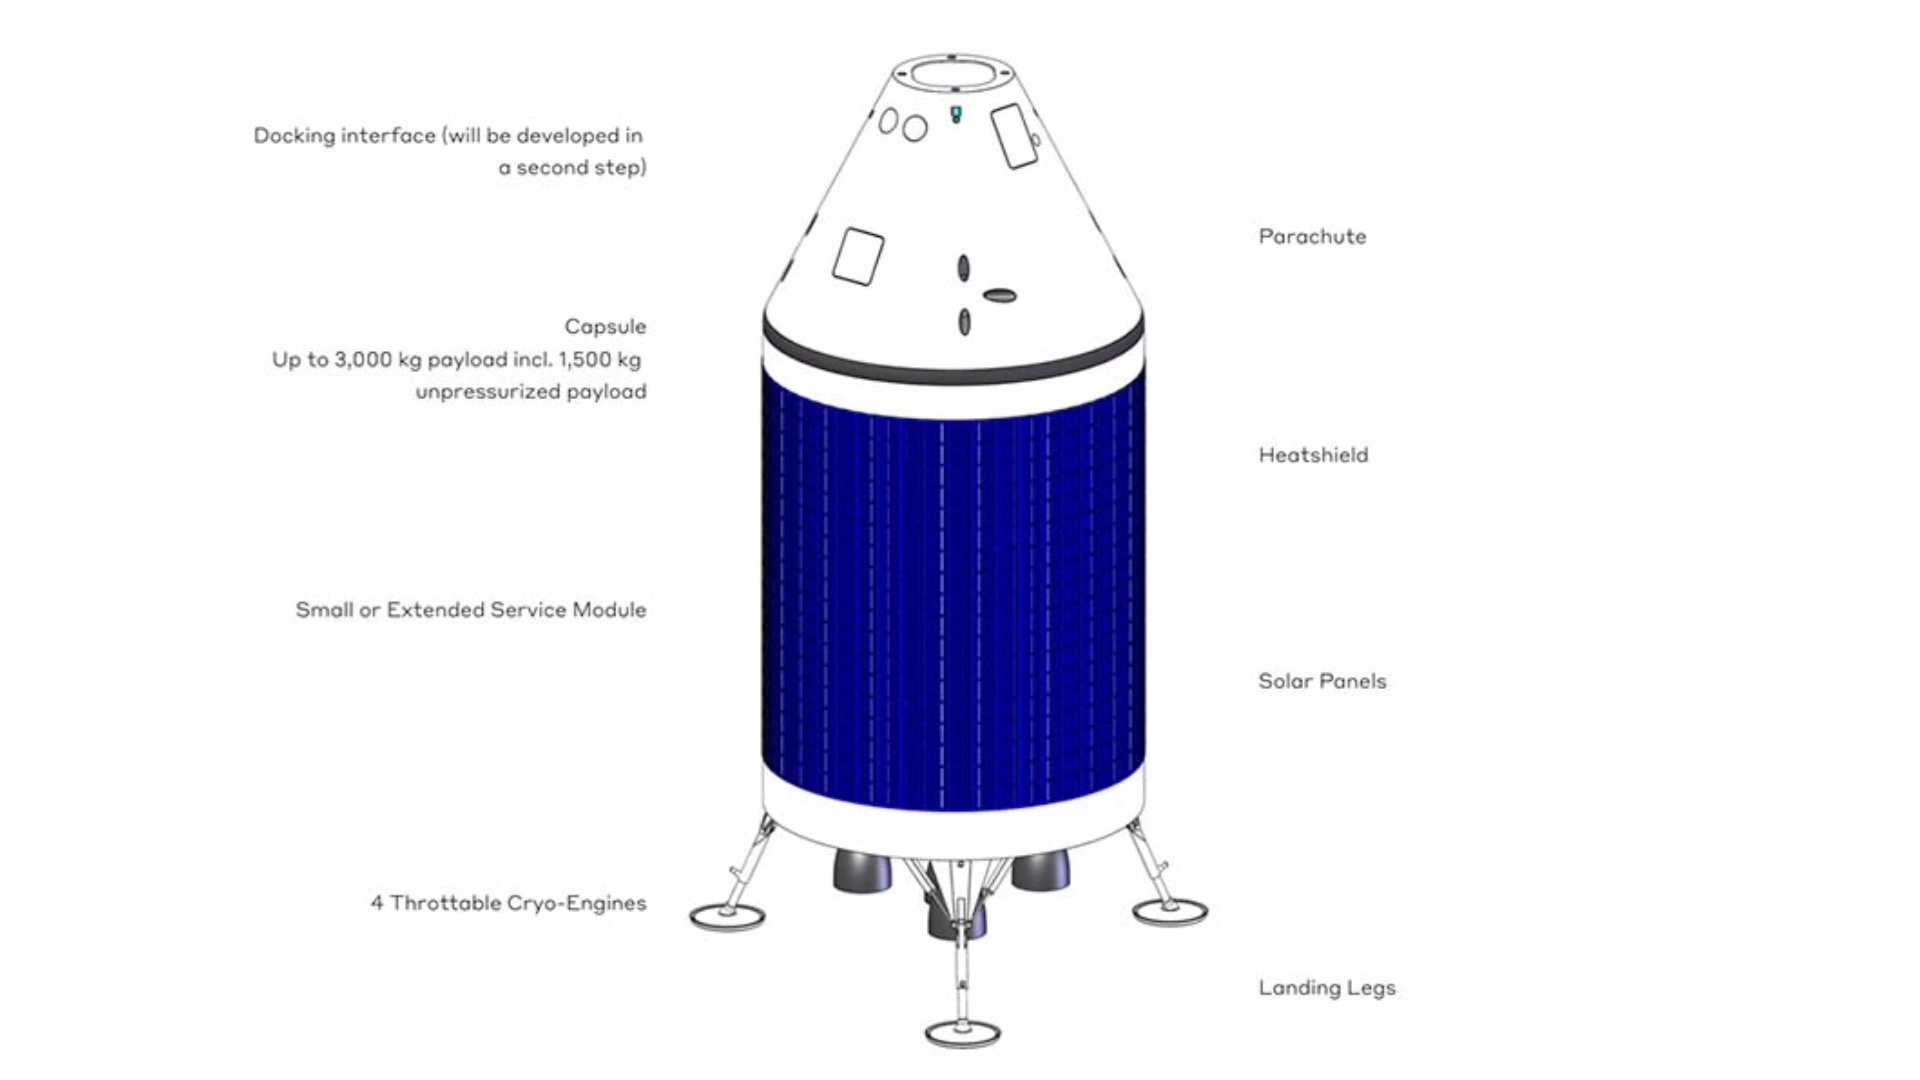 Docking interface (will be developed in
a second step)
Parachute
Capsule
Up to 3,000 kg payload incl. 1,500 kg
unpressurized payload
Heatshield
Small or Extended Service Module
Solar Panels
4 Throttable Cryo-Engines
Landing Legs